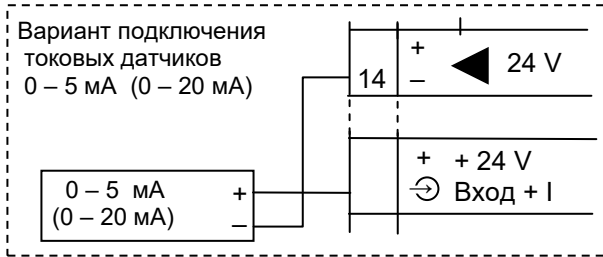 Вариант подключения
токовых датчиков
0 – 5 мА (0 – 20 мА)
14
+
–
24 V
+ + 24 V
Вход + I
0 – 5 мА
+
(0 – 20 мА)
–